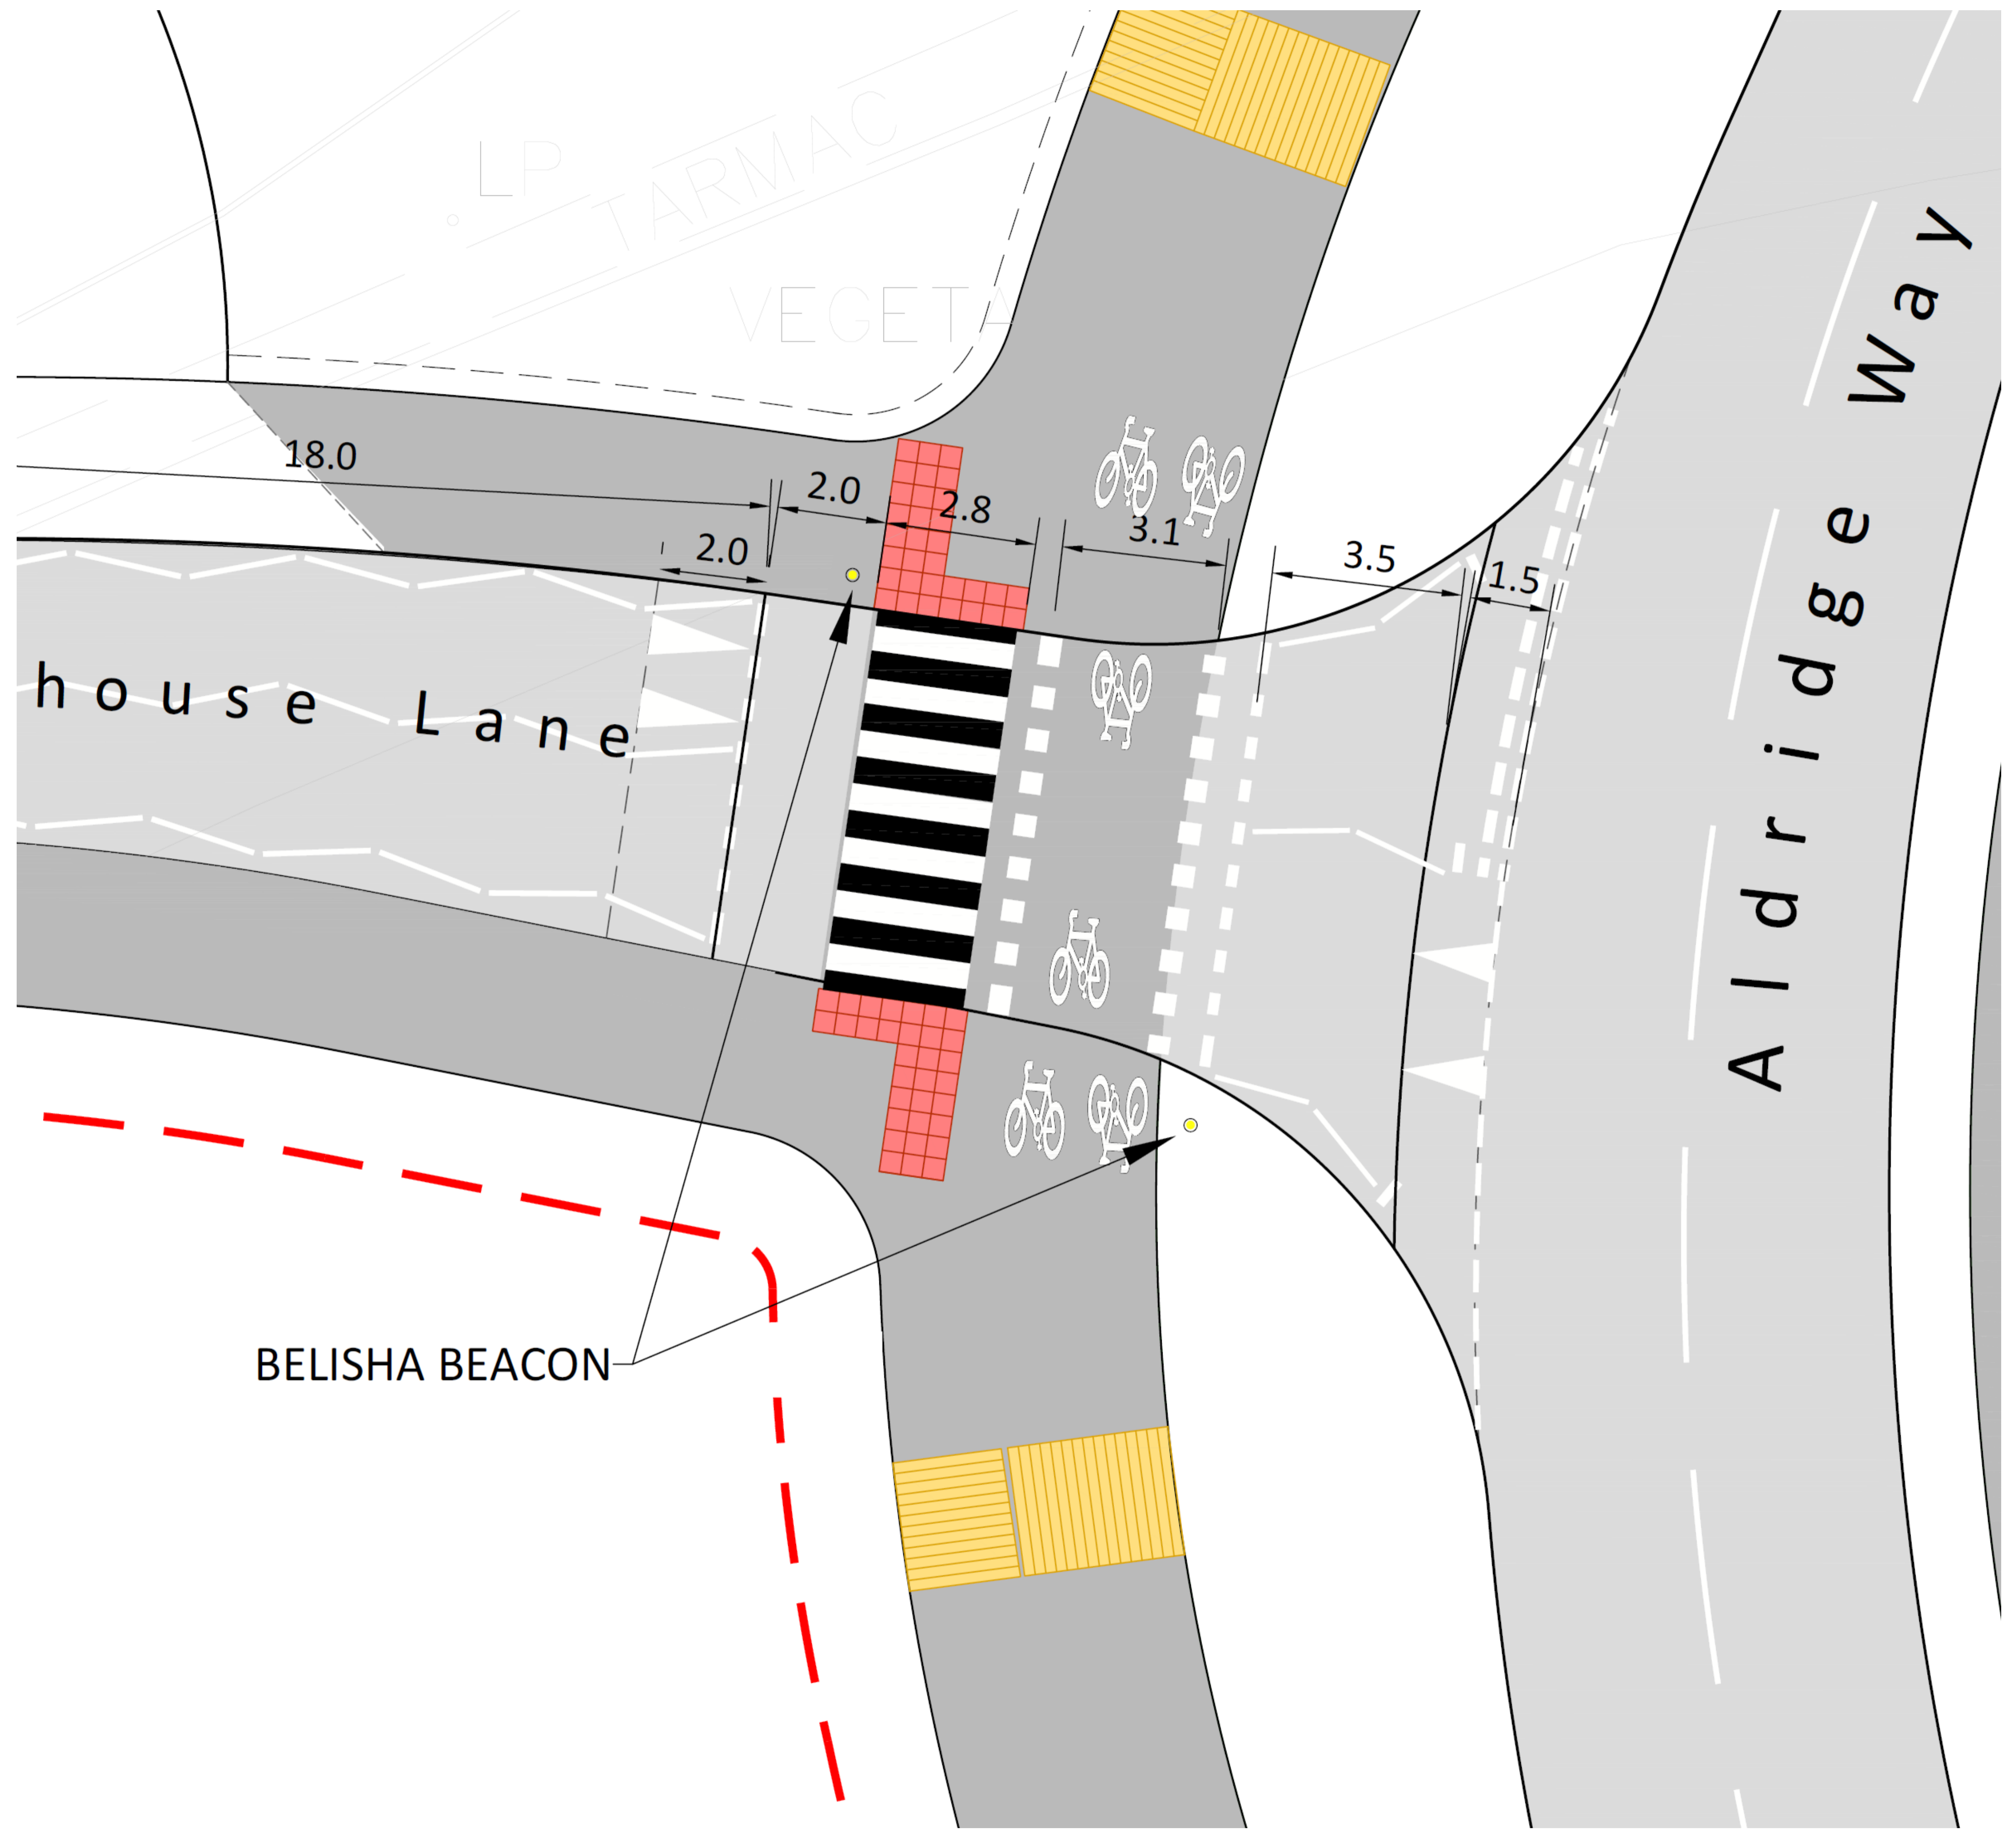 LP
TARMAC
VEGETA
18.0
2.0
2.8
3.1
2.0
3.5
1.5
house Lane
Aldridge Way
BELISHA BEACON